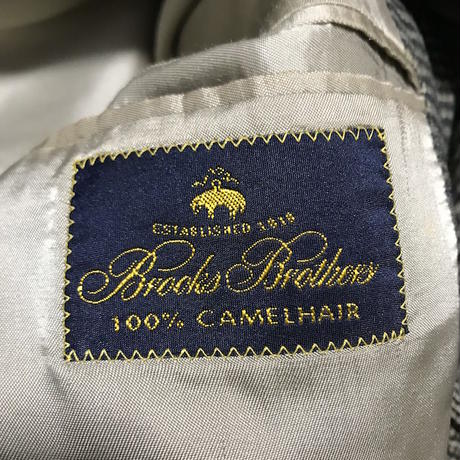 ESTABLISHED 1818
Brooks Brothers
100% CAMELHAIR